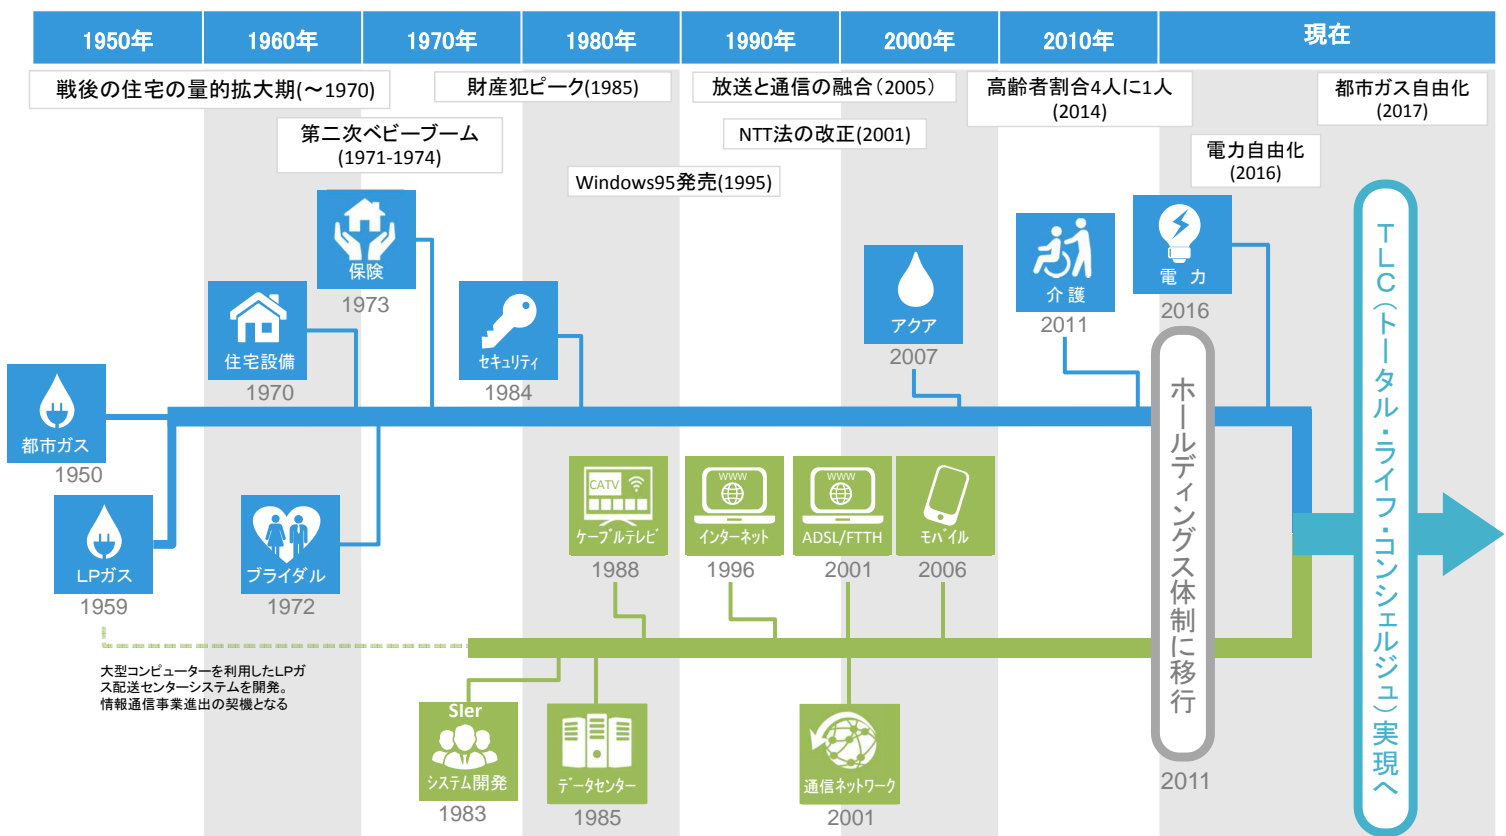 1950年
1960年
1970年
1980年
1990年
2000年
2010年
現在
戦後の住宅の量的拡大期(～1970)
財産犯ピーク(1985)
放送と通信の融合(2005)
高齢者割合4人に1人
(2014)
都市ガス自由化
(2017)
第二次ベビーブーム
(1971-1974)
NTT法の改正(2001)
電力自由化
(2016)
Windows95発売(1995)
保険
1973
住宅設備
1970
セキュリティ
1984
アクア
2007
介護
2011
電力
2016
都市ガス
1950
LPガス
1959
ブライダル
1972
CATV
ケーブルテレビ
1988
WWW
インターネット
1996
WWW
ADSL/FTTH
2001
モバイル
2006
大型コンピューターを利用したLPガ
ス配送センターシステムを開発。
情報通信事業進出の契機となる
SIer
システム開発
1983
データセンター
1985
通信ネットワーク
2001
ホールディングス体制に移行
2011
TLC(トータル・ライフ・コンシェルジュ)実現へ